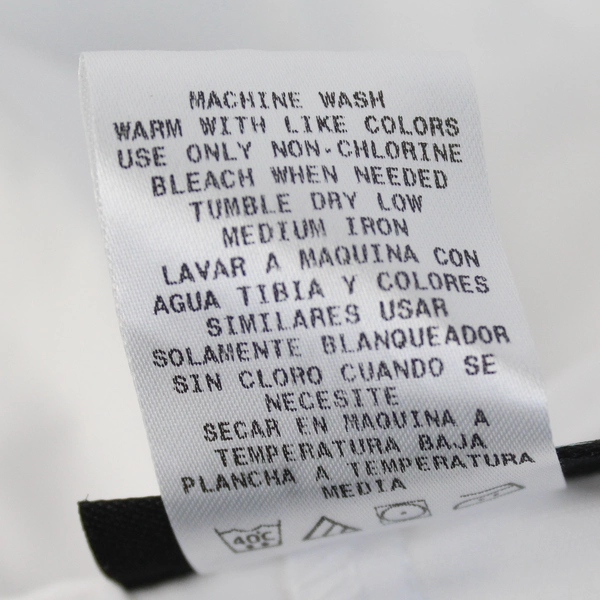 MACHINE WASH
WARM WITH LIKE COLORS
USE ONLY NON-CHLORINE
BLEACH WHEN NEEDED
TUMBLE DRY LOW
MEDIUM IRON
LAVAR A MAQUINA CON
AGUA TIBIA Y COLORES
SIMILARES USAR
SOLAMENTE BLANQUEADOR
SIN CLORO CUANDO SE
NECESITE
SECAR EN MAQUINA A
TEMPERATURA BAJA
PLANCHA A TEMPERATURA
MEDIA
40°C